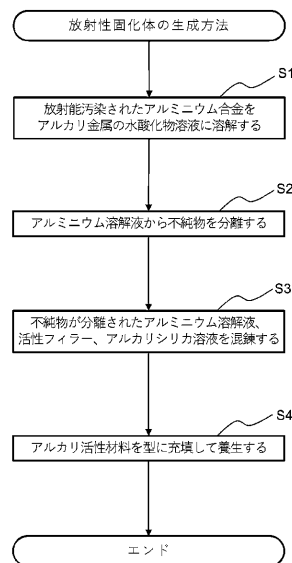 放射性固化体の生成方法
S1
放射能汚染されたアルミニウム合金を
アルカリ金属の水酸化物溶液に溶解する
S2
アルミニウム溶解液から不純物を分離する
S3
不純物が分離されたアルミニウム溶解液、
活性フィラー、アルカリシリカ溶液を混錬する
S4
アルカリ活性材料を型に充填して養生する
エンド